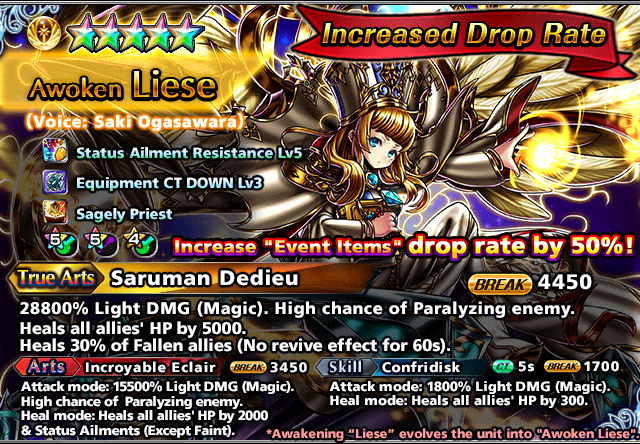 Increased Drop Rate
Awoken Liese
(Voice: Saki Ogasawara)
Status Ailment Resistance Lv5
Equipment CT DOWN Lv3
Sagely Priest
5 5 4
Increase "Event Items" drop rate by 50%!
True Arts Saruman Dedieu BREAK 4450
28800% Light DMG (Magic). High chance of Paralyzing enemy.
Heals all allies' HP by 5000.
Heals 30% of Fallen allies (No revive effect for 60s).
Arts Incroyable Eclair BREAK 3450
Attack mode: 15500% Light DMG (Magic).
High chance of Paralyzing enemy.
Heal mode: Heals all allies' HP by 2000
& Status Ailments (Except Faint).
Skill Confridisk CT 5s BREAK 1700
Attack mode: 1800% Light DMG (Magic).
Heal mode: Heals all allies' HP by 300.
*Awakening "Liese" evolves the unit into "Awoken Liese"